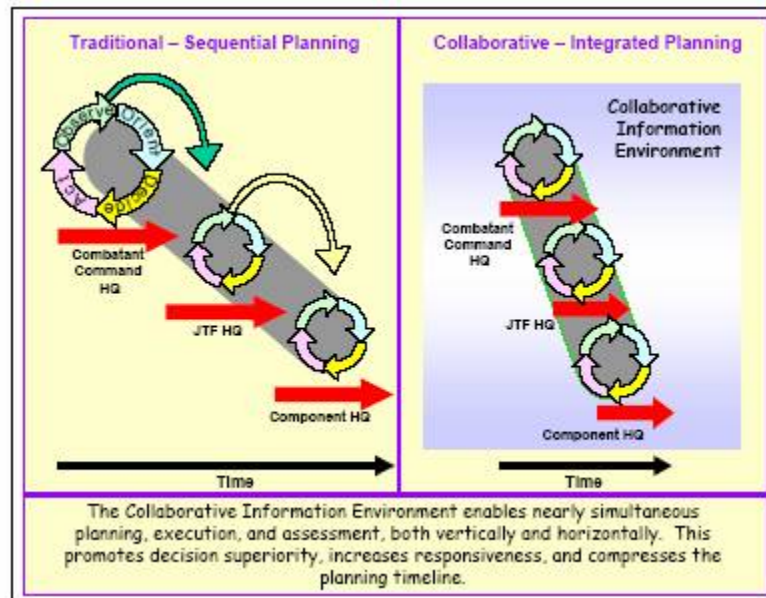 Traditional – Sequential Planning
Observe
Orient
Decide
Act
Combatant
Command
HQ
JTF HQ
Component HQ
Time
Collaborative – Integrated Planning
Collaborative
Information
Environment
Combatant
Command HQ
JTF HQ
Component HQ
Time
The Collaborative Information Environment enables nearly simultaneous
planning, execution, and assessment, both vertically and horizontally. This
promotes decision superiority, increases responsiveness, and compresses the
planning timeline.